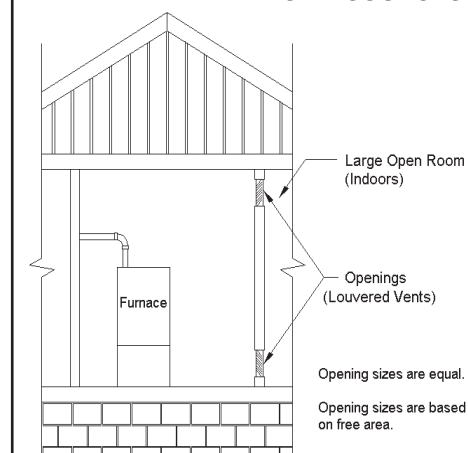 Large Open Room
(Indoors)
Furnace
Openings
(Louvered Vents)
Opening sizes are equal.
Opening sizes are based
on free area.